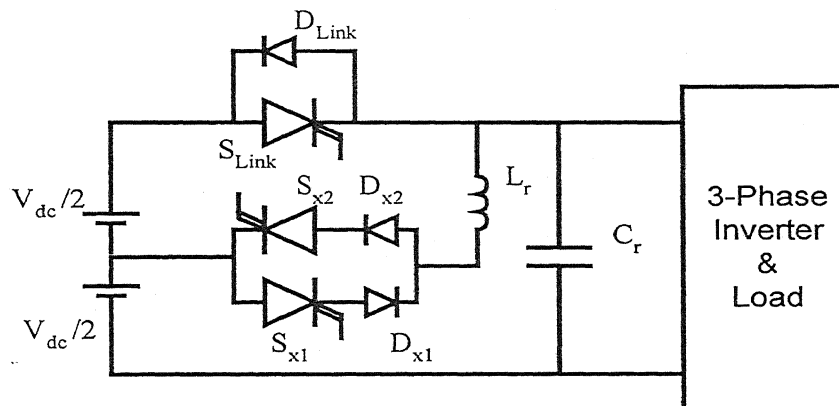 D_Link
S_Link
V_dc/2
S_x2
D_x2
L_r
C_r
3-Phase
Inverter
&
Load
V_dc/2
S_x1
D_x1